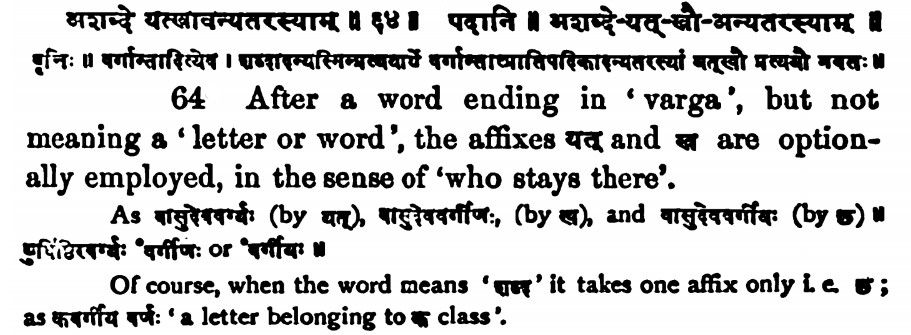 अशब्दे यत्खावन्यतरस्याम् ॥ ६४ ॥ पदानि ॥ अशब्दे-यत्-खौ-अन्यतरस्याम् ॥
वृत्तिः ॥ वर्गान्तादित्येव । शब्दादन्यस्मिन्प्रत्ययार्थे वर्गान्तात्प्रातिपदिकादन्यतरस्यां यत्खौ प्रत्ययौ भवतः ॥
64 After a word ending in ‘ varga ’, but not
meaning a ‘ letter or word ’, the affixes यत् and ख are option-
ally employed, in the sense of ‘who stays there’.
As वासुदेववर्ग्यः (by यत्), वासुदेववर्गीणः, (by ख), and वासुदेववर्गीयः (by छ) ॥
युधिष्ठिरवर्ग्यः °वर्गीणः or °वर्गीयः ॥
Of course, when the word means ‘ शब्द ’ it takes one affix only i. e. छ ;
as कवर्गीय वर्णः ‘ a letter belonging to क class ’.